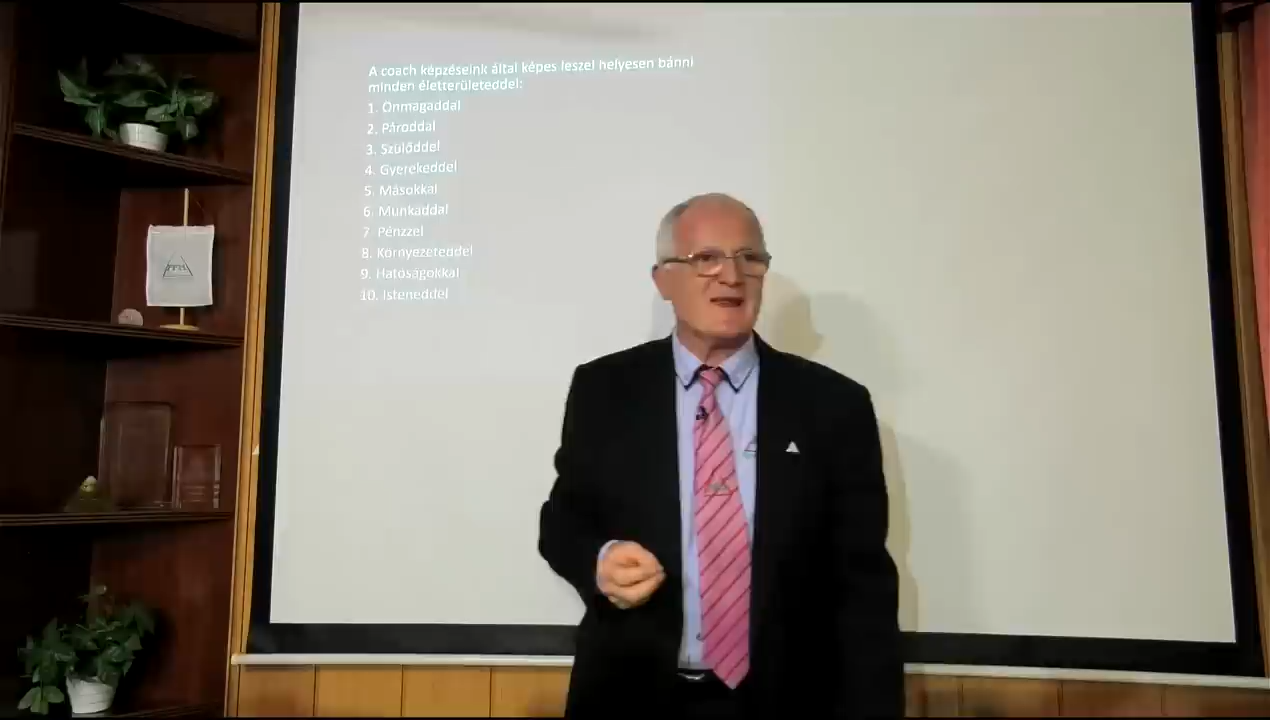 A coach képzéseink által képes leszel helyesen bánni
minden életterületeddel:
1. Önmagaddal
2. Pároddal
3. Szülőddel
4. Gyerekeddel
5. Másokkal
6. Munkáddal
7  Pénzzel
8. Környezeteddel
9. Hatóságokkal
10. Isteneddel